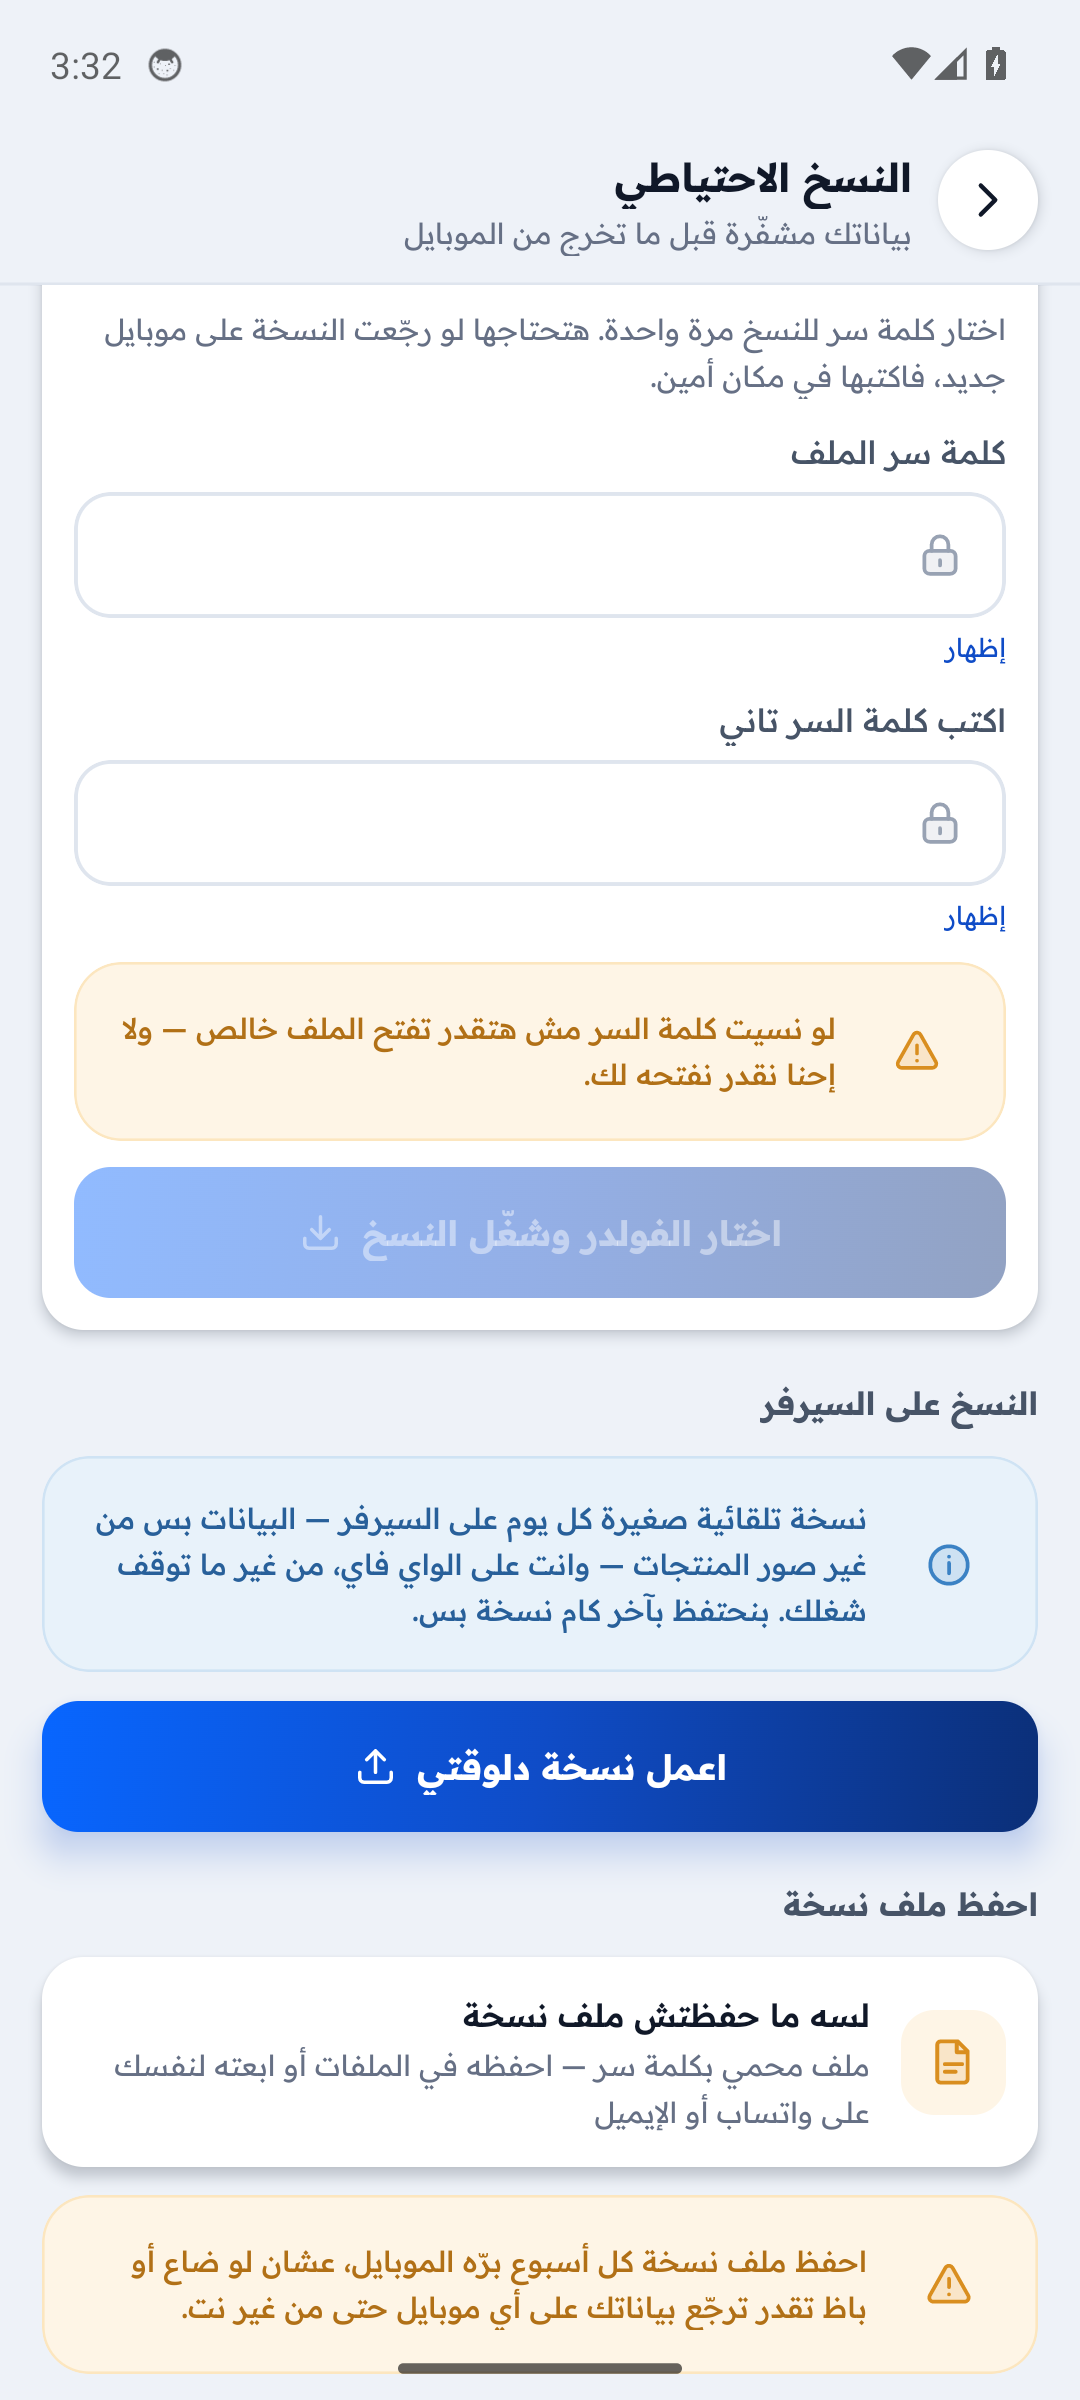 3:32
النسخ الاحتياطي
بياناتك مشفّرة قبل ما تخرج من الموبايل
اختار كلمة سر للنسخ مرة واحدة. هتحتاجها لو رجّعت النسخة على موبايل
جديد، فاكتبها في مكان أمين.
كلمة سر الملف
إظهار
اكتب كلمة السر تاني
إظهار
لو نسيت كلمة السر مش هتقدر تفتح الملف خالص — ولا
إحنا نقدر نفتحه لك.
اختار الفولدر وشغّل النسخ
النسخ على السيرفر
نسخة تلقائية صغيرة كل يوم على السيرفر — البيانات بس من
غير صور المنتجات — وانت على الواي فاي، من غير ما توقف
شغلك. بنحتفظ بآخر كام نسخة بس.
اعمل نسخة دلوقتي
احفظ ملف نسخة
لسه ما حفظتش ملف نسخة
ملف محمي بكلمة سر — احفظه في الملفات أو ابعته لنفسك
على واتساب أو الإيميل
احفظ ملف نسخة كل أسبوع برّه الموبايل، عشان لو ضاع أو
باظ تقدر ترجّع بياناتك على أي موبايل حتى من غير نت.